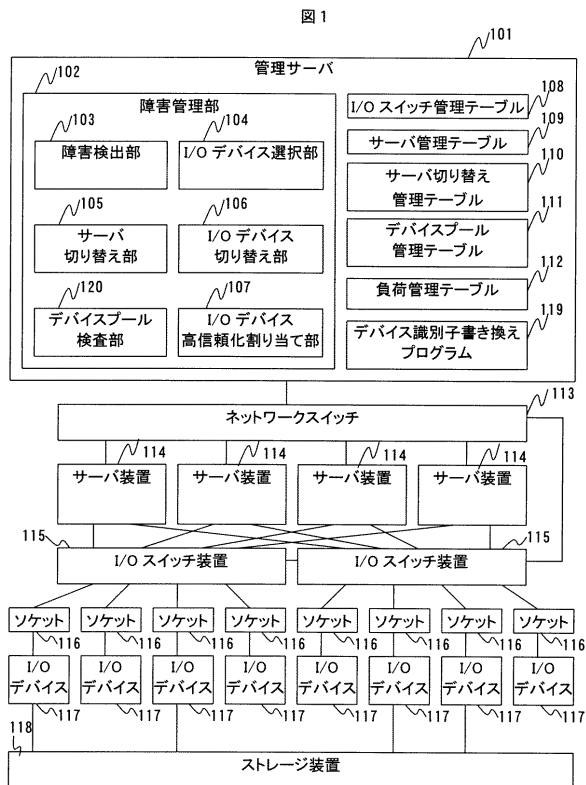 図1
101
管理サーバ
102
障害管理部
108
I/O スイッチ管理テーブル
103
104
109
障害検出部
I/O デバイス選択部
サーバ管理テーブル
110
サーバ切り替え
管理テーブル
105
106
111
サーバ
切り替え部
I/O デバイス
切り替え部
デバイスプール
管理テーブル
112
負荷管理テーブル
120
107
119
デバイスプール
検査部
I/O デバイス
高信頼化割り当て部
デバイス識別子書き換え
プログラム
113
ネットワークスイッチ
114 114 114 114
サーバ装置 サーバ装置 サーバ装置 サーバ装置
115 115
I/O スイッチ装置 I/O スイッチ装置
ソケット ソケット ソケット ソケット ソケット ソケット ソケット ソケット
116 116 116 116 116 116 116 116
I/O I/O I/O I/O I/O I/O I/O I/O
デバイス デバイス デバイス デバイス デバイス デバイス デバイス デバイス
117 117 117 117 117 117 117 117
118
ストレージ装置